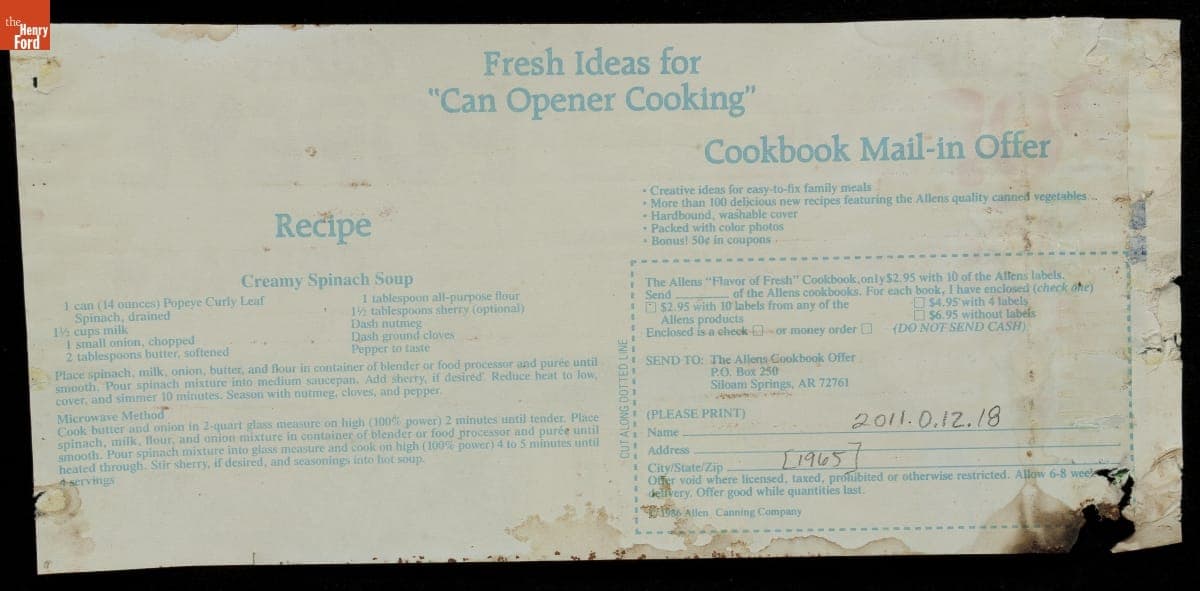 the
Henry
Ford
Fresh Ideas for
"Can Opener Cooking"
Cookbook Mail-in Offer
• Creative ideas for easy-to-fix family meals
• More than 100 delicious new recipes featuring the Allens quality canned vegetables
• Hardbound, washable cover
• Packed with color photos
• Bonus! 50¢ in coupons
Recipe
Creamy Spinach Soup
1 can (14 ounces) Popeye Curly Leaf
Spinach, drained
1½ cups milk
1 small onion, chopped
2 tablespoons butter, softened
1 tablespoon all-purpose flour
1½ tablespoons sherry (optional)
Dash nutmeg
Dash ground cloves
Pepper to taste
Place spinach, milk, onion, butter, and flour in container of blender or food processor and purée until
smooth. Pour spinach mixture into medium saucepan. Add sherry, if desired. Reduce heat to low,
cover, and simmer 10 minutes. Season with nutmeg, cloves, and pepper.
Microwave Method
Cook butter and onion in 2-quart glass measure on high (100% power) 2 minutes until tender. Place
spinach, milk, flour, and onion mixture in container of blender or food processor and purée until
smooth. Pour spinach mixture into glass measure and cook on high (100% power) 4 to 5 minutes until
heated through. Stir sherry, if desired, and seasonings into hot soup.
4 servings
CUT ALONG DOTTED LINE
The Allens "Flavor of Fresh" Cookbook, only $2.95 with 10 of the Allens labels.
Send ________ of the Allens cookbooks. For each book, I have enclosed (check one)
☐ $2.95 with 10 labels from any of the
Allens products
☐ $4.95 with 4 labels
☐ $6.95 without labels
Enclosed is a check ☐ or money order ☐ (DO NOT SEND CASH)
SEND TO: The Allens Cookbook Offer
P.O. Box 250
Siloam Springs, AR 72761
(PLEASE PRINT)
2011.0.12.18
Name
Address
[1965]
City/State/Zip
Offer void where licensed, taxed, prohibited or otherwise restricted. Allow 6-8 week
delivery. Offer good while quantities last.
© 1986 Allen Canning Company